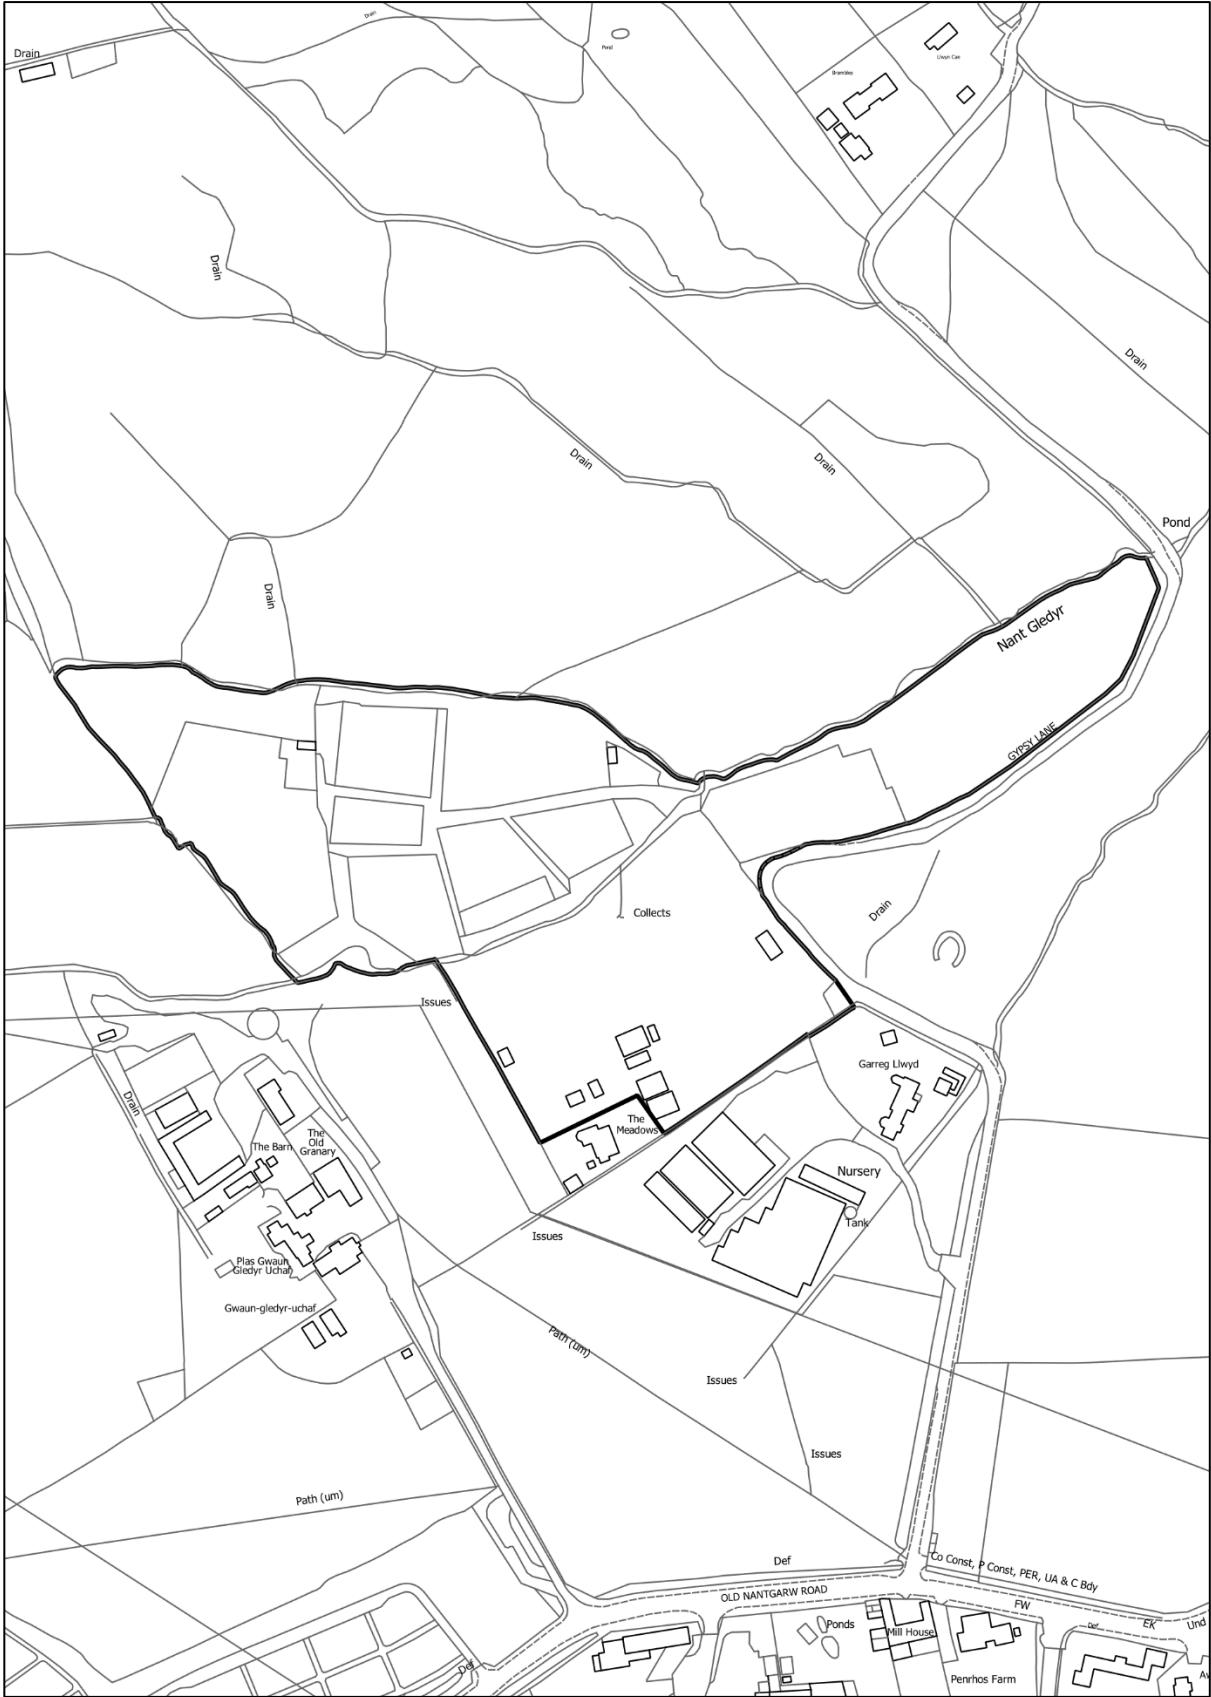 Drain
Pond
Llwyn Cae
Drain
Brambles
Drain
Drain
Drain
Drain
Pond
Drain
Nant Gledyr
GYPSY LANE
Collects
Drain
Issues
Garreg Llwyd
Drain
The
Meadows
The
Old
Granary
The Barn
Nursery
Tank
Issues
Plas Gwaun
Gledyr Uchaf
Gwaun-gledyr-uchaf
Path (um)
Issues
Issues
Path (um)
Def
Co Const, P Const, PER, UA & C Bdy
OLD NANTGARW ROAD
FW
EK
Und
Ponds
Mill House
Def
Def
Penrhos Farm